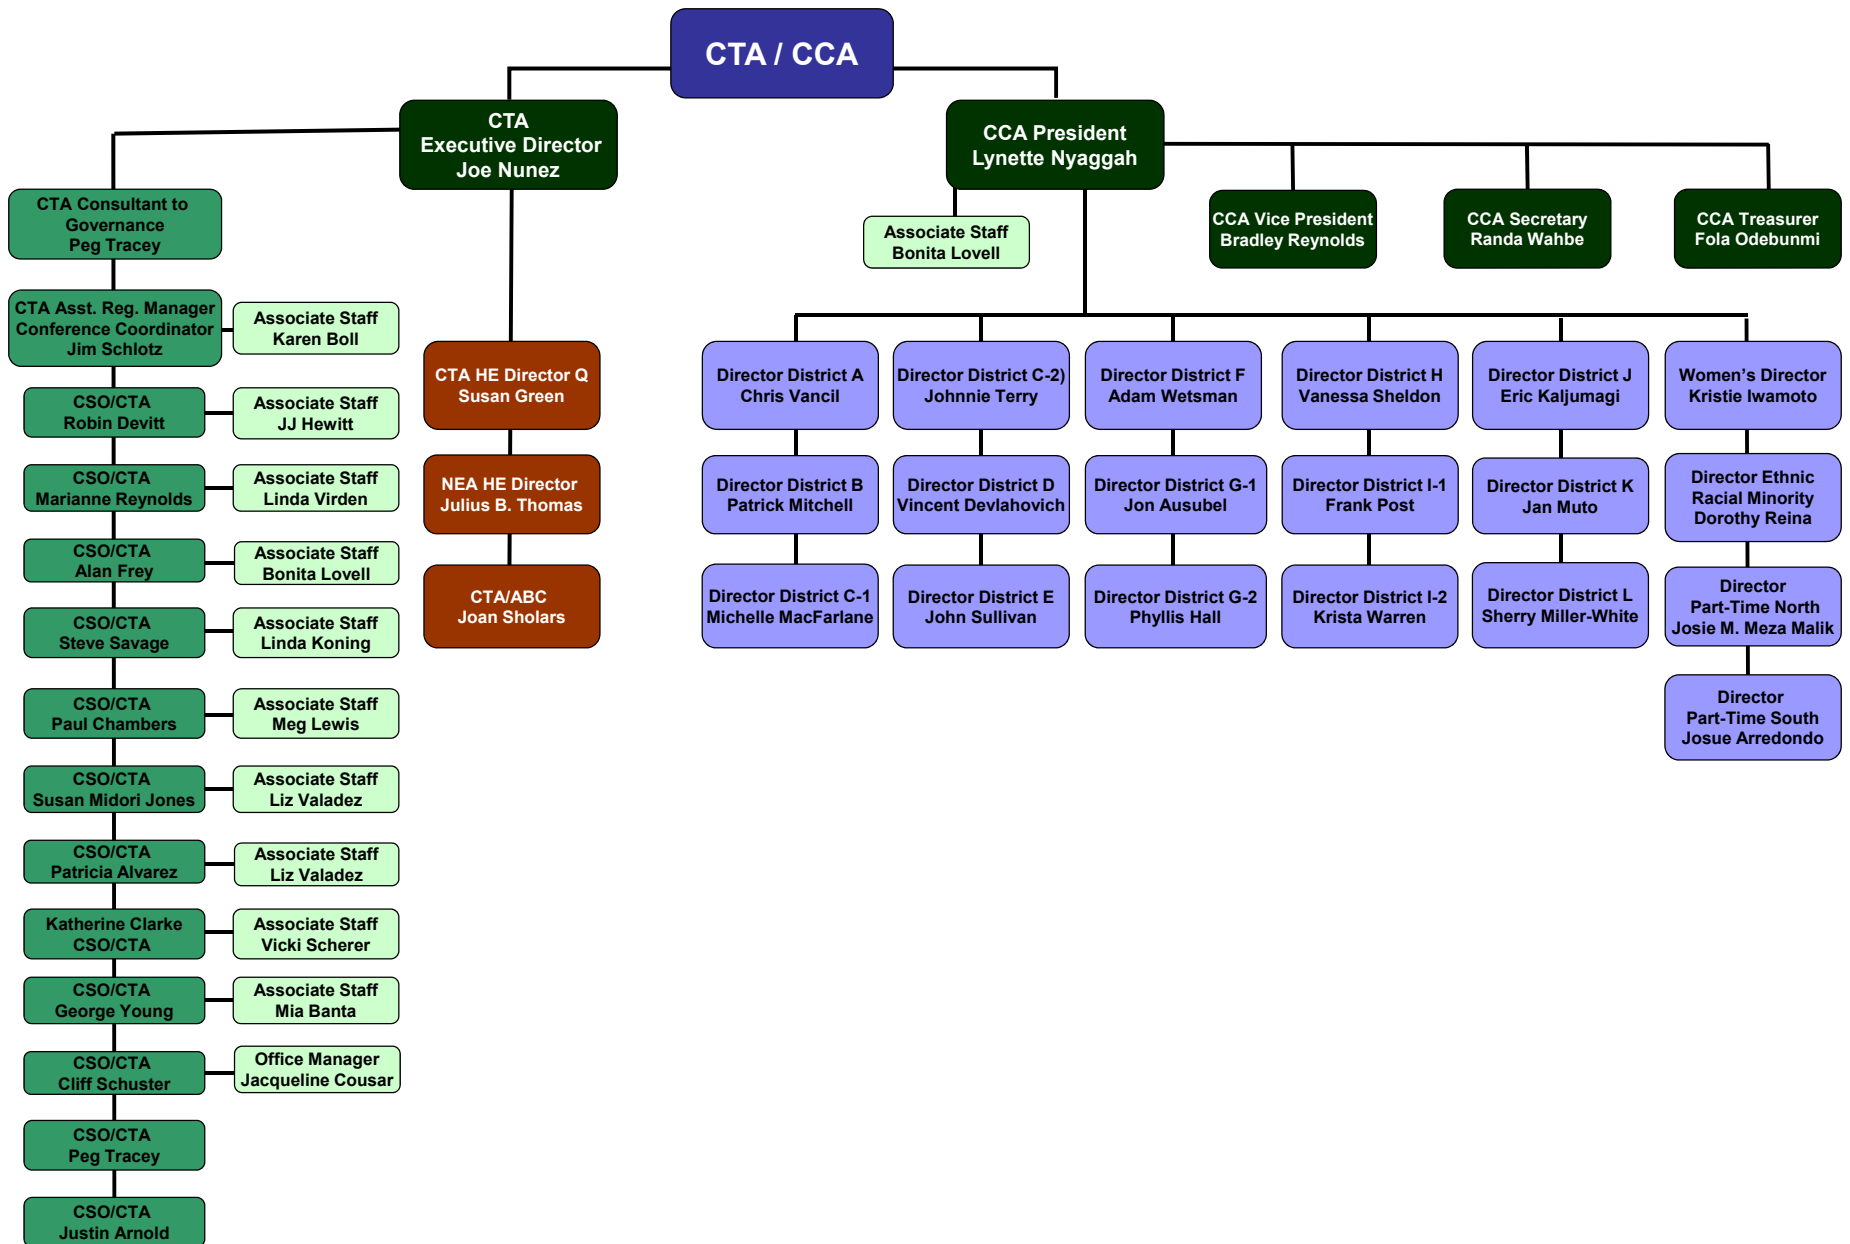 CTA / CCA
CTA
Executive Director
Joe Nunez
CCA President
Lynette Nyaggah
CTA Consultant to
Governance
Peg Tracey
Associate Staff
Bonita Lovell
CCA Vice President
Bradley Reynolds
CCA Secretary
Randa Wahbe
CCA Treasurer
Fola Odebunmi
CTA Asst. Reg. Manager
Conference Coordinator
Jim Schlotz
Associate Staff
Karen Boll
CSO/CTA
Robin Devitt
Associate Staff
JJ Hewitt
CSO/CTA
Marianne Reynolds
Associate Staff
Linda Virden
CSO/CTA
Alan Frey
Associate Staff
Bonita Lovell
CSO/CTA
Steve Savage
Associate Staff
Linda Koning
CSO/CTA
Paul Chambers
Associate Staff
Meg Lewis
CSO/CTA
Susan Midori Jones
Associate Staff
Liz Valadez
CSO/CTA
Patricia Alvarez
Associate Staff
Liz Valadez
Katherine Clarke
CSO/CTA
Associate Staff
Vicki Scherer
CSO/CTA
George Young
Associate Staff
Mia Banta
CSO/CTA
Cliff Schuster
Office Manager
Jacqueline Cousar
CSO/CTA
Peg Tracey
CSO/CTA
Justin Arnold
CTA HE Director Q
Susan Green
NEA HE Director
Julius B. Thomas
CTA/ABC
Joan Sholars
Director District A
Chris Vancil
Director District C-2)
Johnnie Terry
Director District F
Adam Wetsman
Director District H
Vanessa Sheldon
Director District J
Eric Kaljumagi
Women’s Director
Kristie Iwamoto
Director District B
Patrick Mitchell
Director District D
Vincent Devlahovich
Director District G-1
Jon Ausubel
Director District I-1
Frank Post
Director District K
Jan Muto
Director Ethnic
Racial Minority
Dorothy Reina
Director District C-1
Michelle MacFarlane
Director District E
John Sullivan
Director District G-2
Phyllis Hall
Director District I-2
Krista Warren
Director District L
Sherry Miller-White
Director
Part-Time North
Josie M. Meza Malik
Director
Part-Time South
Josue Arredondo